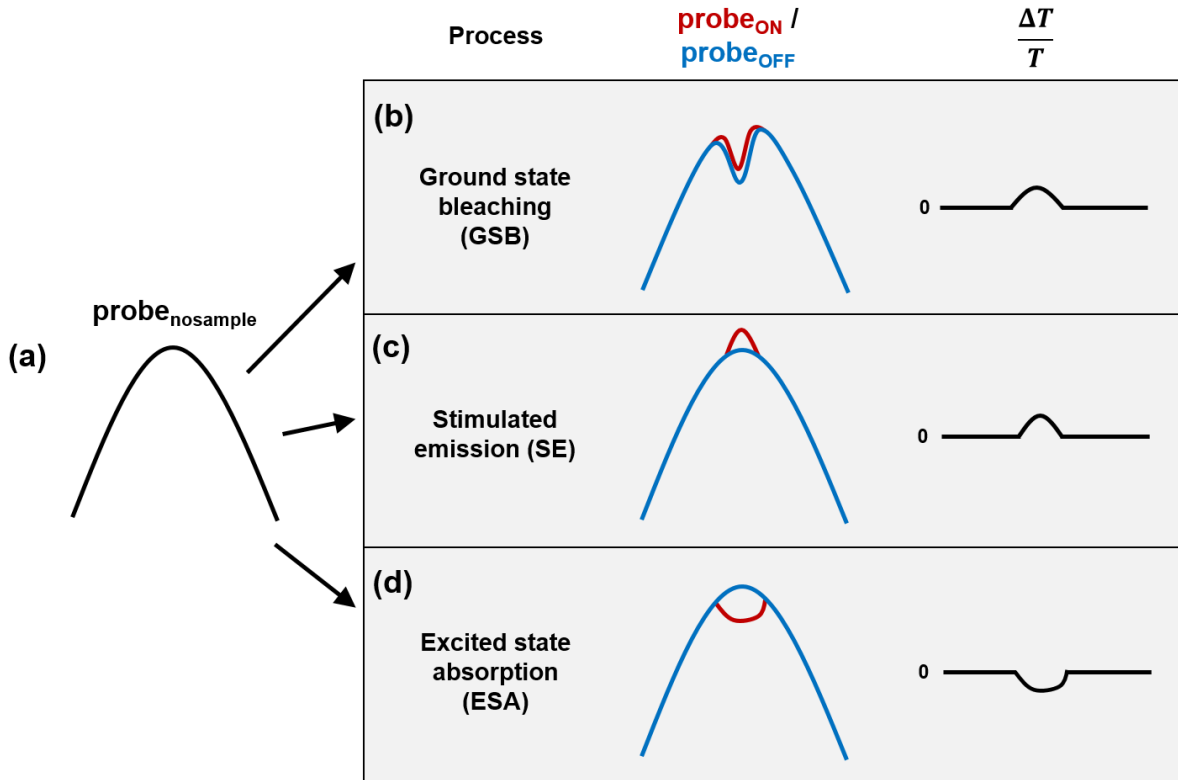 Process
probeON /
probeOFF
ΔT
T
(b)
Ground state
bleaching
(GSB)
0
probenosample
(a)
(c)
Stimulated
emission (SE)
0
(d)
Excited state
absorption
(ESA)
0